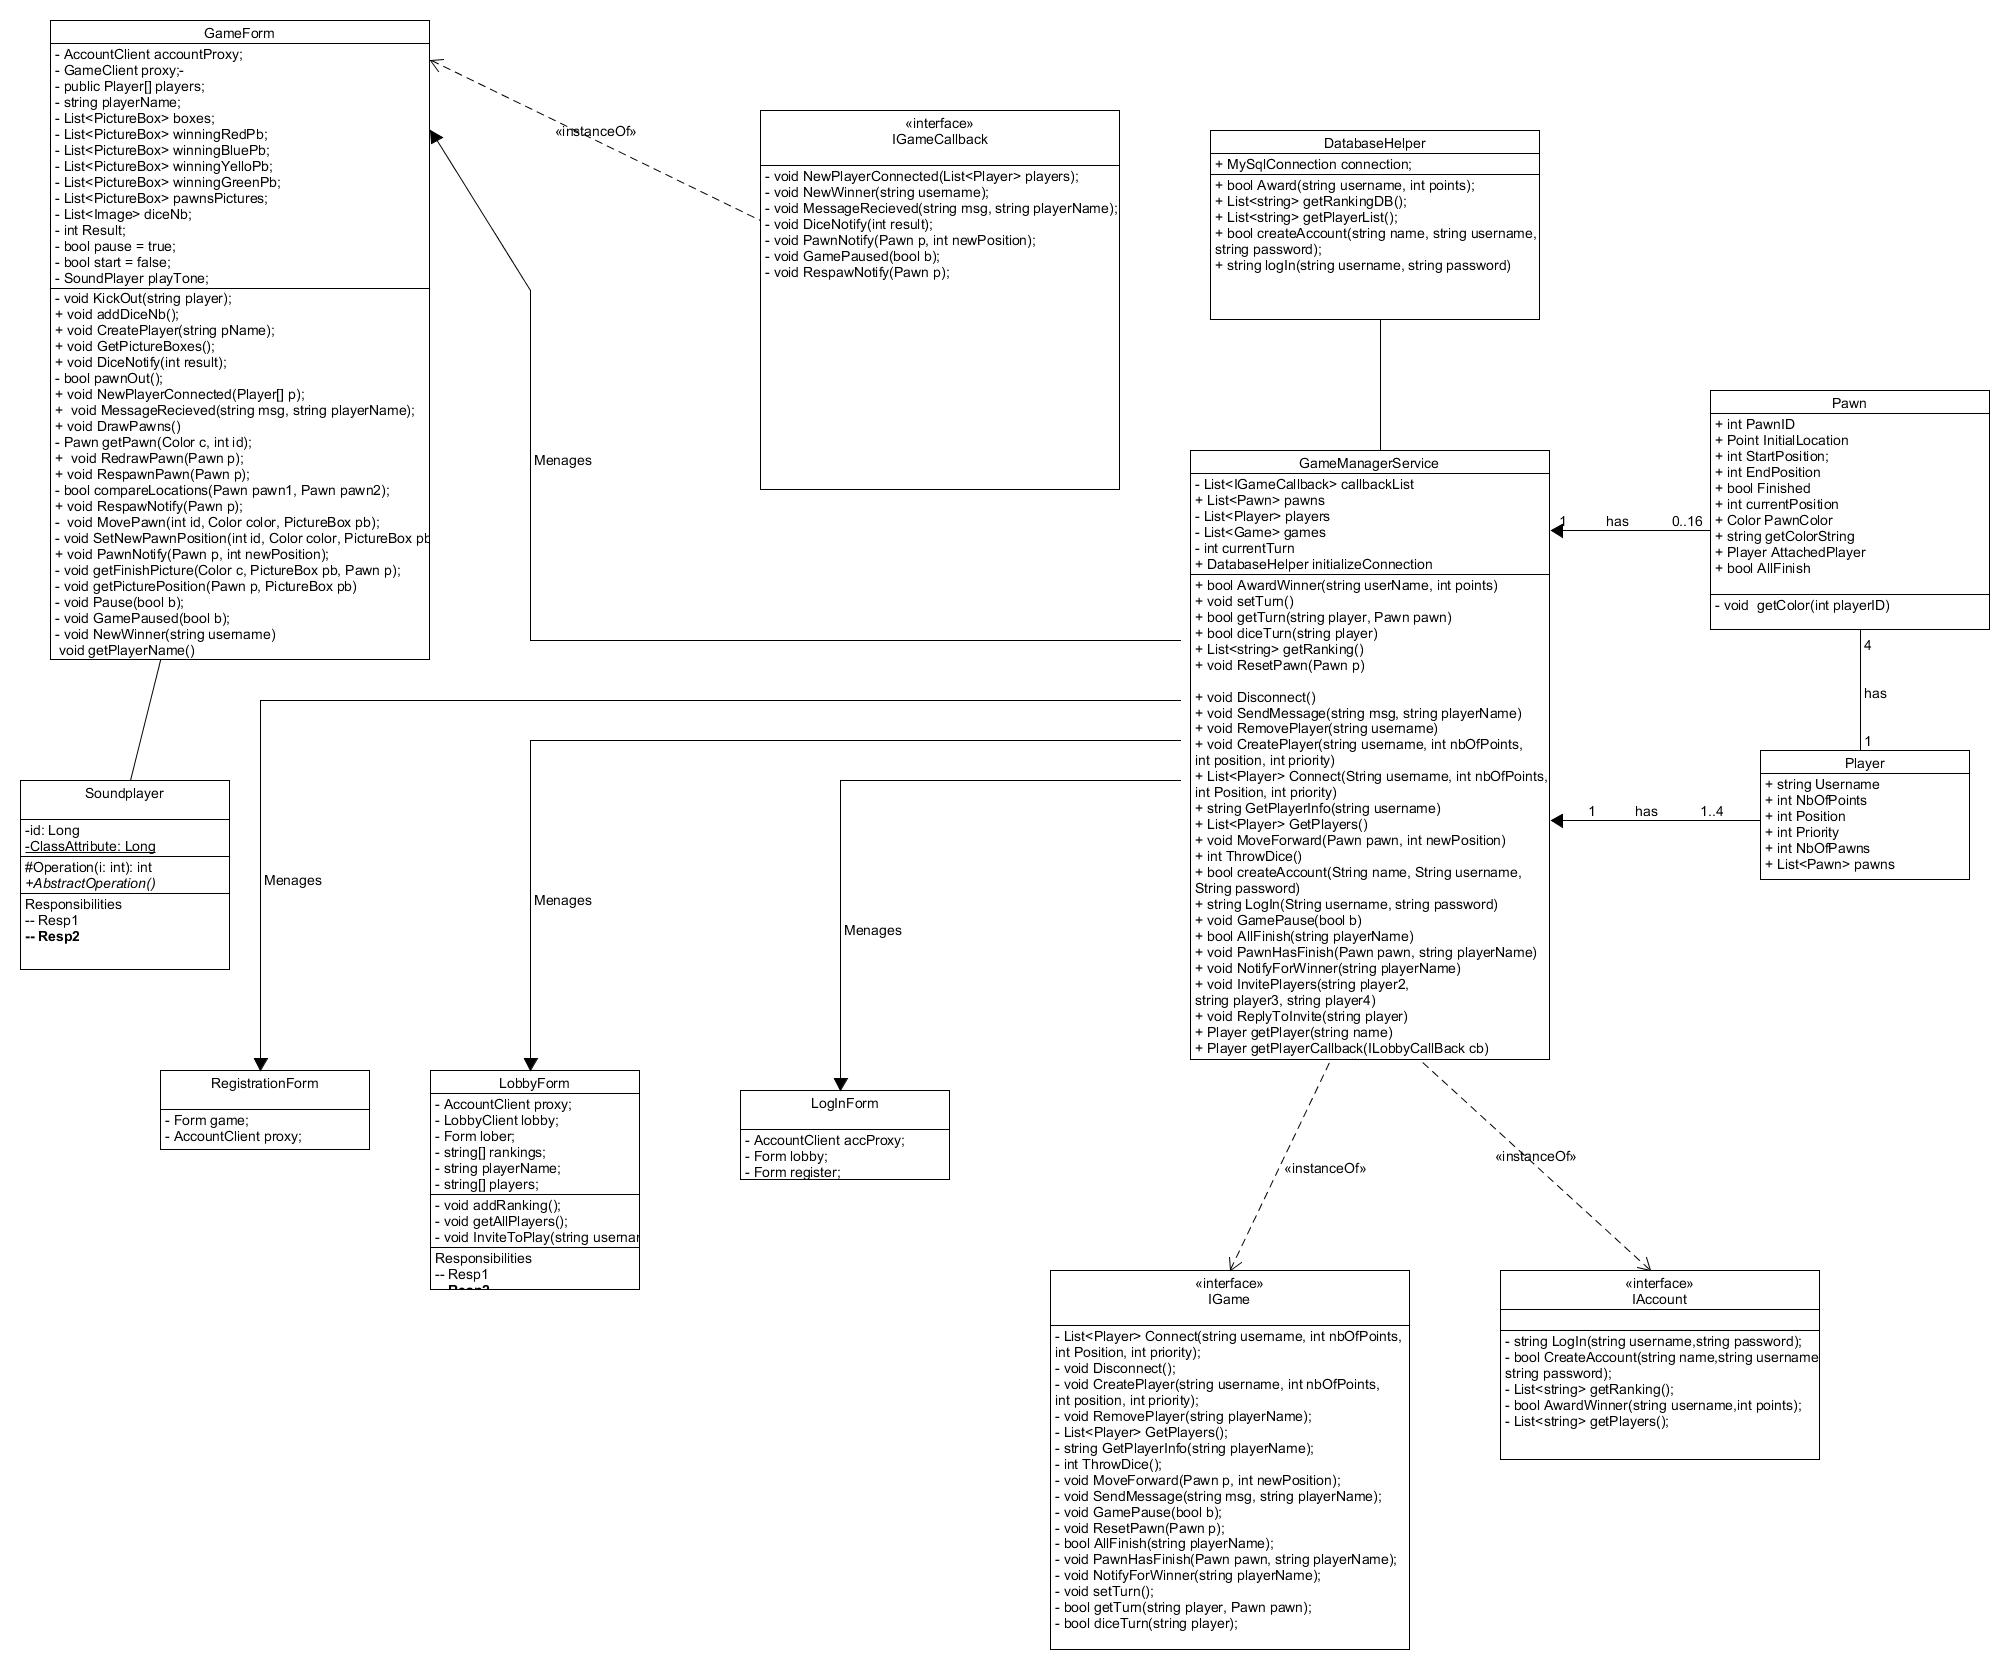 GameForm
- AccountClient accountProxy;
- GameClient proxy;-
- public Player[] players;
- string playerName;
- List<PictureBox> boxes;
- List<PictureBox> winningRedPb;
- List<PictureBox> winningBluePb;
- List<PictureBox> winningYelloPb;
- List<PictureBox> winningGreenPb;
- List<PictureBox> pawnsPictures;
- List<Image> diceNb;
- int Result;
- bool pause = true;
- bool start = false;
- SoundPlayer playTone;
- void KickOut(string player);
+ void addDiceNb();
+ void CreatePlayer(string pName);
+ void GetPictureBoxes();
+ void DiceNotify(int result);
- bool pawnOut();
+ void NewPlayerConnected(Player[] p);
+  void MessageRecieved(string msg, string playerName);
+ void DrawPawns()
- Pawn getPawn(Color c, int id);
+  void RedrawPawn(Pawn p);
+ void RespawnPawn(Pawn p);
- bool compareLocations(Pawn pawn1, Pawn pawn2);
+ void RespawNotify(Pawn p);
-  void MovePawn(int id, Color color, PictureBox pb);
- void SetNewPawnPosition(int id, Color color, PictureBox pb
+ void PawnNotify(Pawn p, int newPosition);
- void getFinishPicture(Color c, PictureBox pb, Pawn p);
- void getPicturePosition(Pawn p, PictureBox pb)
- void Pause(bool b);
- void GamePaused(bool b);
- void NewWinner(string username)
void getPlayerName()
«instanceOf»
«interface»
IGameCallback
- void NewPlayerConnected(List<Player> players);
- void NewWinner(string username);
- void MessageRecieved(string msg, string playerName);
- void DiceNotify(int result);
- void PawnNotify(Pawn p, int newPosition);
- void GamePaused(bool b);
- void RespawNotify(Pawn p);
DatabaseHelper
+ MySqlConnection connection;
+ bool Award(string username, int points);
+ List<string> getRankingDB();
+ List<string> getPlayerList();
+ bool createAccount(string name, string username,
string password);
+ string logIn(string username, string password)
Menages
GameManagerService
- List<IGameCallback> callbackList
+ List<Pawn> pawns
- List<Player> players
- List<Game> games
- int currentTurn
+ DatabaseHelper initializeConnection
+ bool AwardWinner(string userName, int points)
+ void setTurn()
+ bool getTurn(string player, Pawn pawn)
+ bool diceTurn(string player)
+ List<string> getRanking()
+ void ResetPawn(Pawn p)
+ void Disconnect()
+ void SendMessage(string msg, string playerName)
+ void RemovePlayer(string username)
+ void CreatePlayer(string username, int nbOfPoints,
int position, int priority)
+ List<Player> Connect(String username, int nbOfPoints,
int Position, int priority)
+ string GetPlayerInfo(string username)
+ List<Player> GetPlayers()
+ void MoveForward(Pawn pawn, int newPosition)
+ int ThrowDice()
+ bool createAccount(String name, String username,
String password)
+ string LogIn(String username, string password)
+ void GamePause(bool b)
+ bool AllFinish(string playerName)
+ void PawnHasFinish(Pawn pawn, string playerName)
+ void NotifyForWinner(string playerName)
+ void InvitePlayers(string player2,
string player3, string player4)
+ void ReplyToInvite(string player)
+ Player getPlayer(string name)
+ Player getPlayerCallback(ILobbyCallBack cb)
1 has 0..16
Pawn
+ int PawnID
+ Point InitialLocation
+ int StartPosition;
+ int EndPosition
+ bool Finished
+ int currentPosition
+ Color PawnColor
+ string getColorString
+ Player AttachedPlayer
+ bool AllFinish
- void  getColor(int playerID)
4
has
1
Player
+ string Username
+ int NbOfPoints
+ int Position
+ int Priority
+ int NbOfPawns
+ List<Pawn> pawns
1 has 1..4
Soundplayer
-id: Long
-ClassAttribute: Long
#Operation(i: int): int
+AbstractOperation()
Responsibilities
-- Resp1
-- Resp2
Menages
Menages
Menages
RegistrationForm
- Form game;
- AccountClient proxy;
LobbyForm
- AccountClient proxy;
- LobbyClient lobby;
- Form lober;
- string[] rankings;
- string playerName;
- string[] players;
- void addRanking();
- void getAllPlayers();
- void InviteToPlay(string usernar
Responsibilities
-- Resp1
LogInForm
- AccountClient accProxy;
- Form lobby;
- Form register;
«instanceOf»
«instanceOf»
«interface»
IGame
- List<Player> Connect(string username, int nbOfPoints,
int Position, int priority);
- void Disconnect();
- void CreatePlayer(string username, int nbOfPoints,
int position, int priority);
- void RemovePlayer(string playerName);
- List<Player> GetPlayers();
- string GetPlayerInfo(string playerName);
- int ThrowDice();
- void MoveForward(Pawn p, int newPosition);
- void SendMessage(string msg, string playerName);
- void GamePause(bool b);
- void ResetPawn(Pawn p);
- bool AllFinish(string playerName);
- void PawnHasFinish(Pawn pawn, string playerName);
- void NotifyForWinner(string playerName);
- void setTurn();
- bool getTurn(string player, Pawn pawn);
- bool diceTurn(string player);
«interface»
IAccount
- string LogIn(string username,string password);
- bool CreateAccount(string name,string username
string password);
- List<string> getRanking();
- bool AwardWinner(string username,int points);
- List<string> getPlayers();